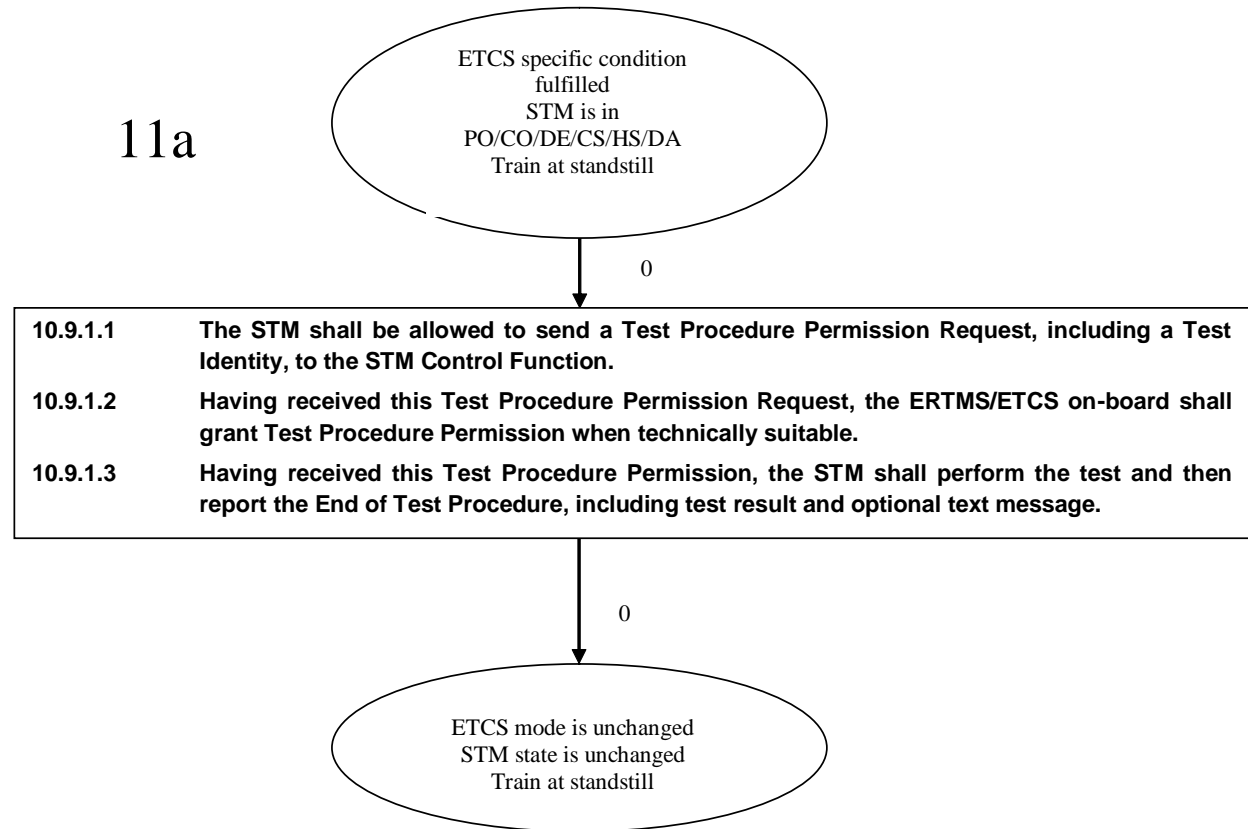 ETCS specific condition
fulfilled
STM is in
PO/CO/DE/CS/HS/DA
Train at standstill
11a
0
10.9.1.1 The STM shall be allowed to send a Test Procedure Permission Request, including a Test
Identity, to the STM Control Function.
10.9.1.2 Having received this Test Procedure Permission Request, the ERTMS/ETCS on-board shall
grant Test Procedure Permission when technically suitable.
10.9.1.3 Having received this Test Procedure Permission, the STM shall perform the test and then
report the End of Test Procedure, including test result and optional text message.
0
ETCS mode is unchanged
STM state is unchanged
Train at standstill